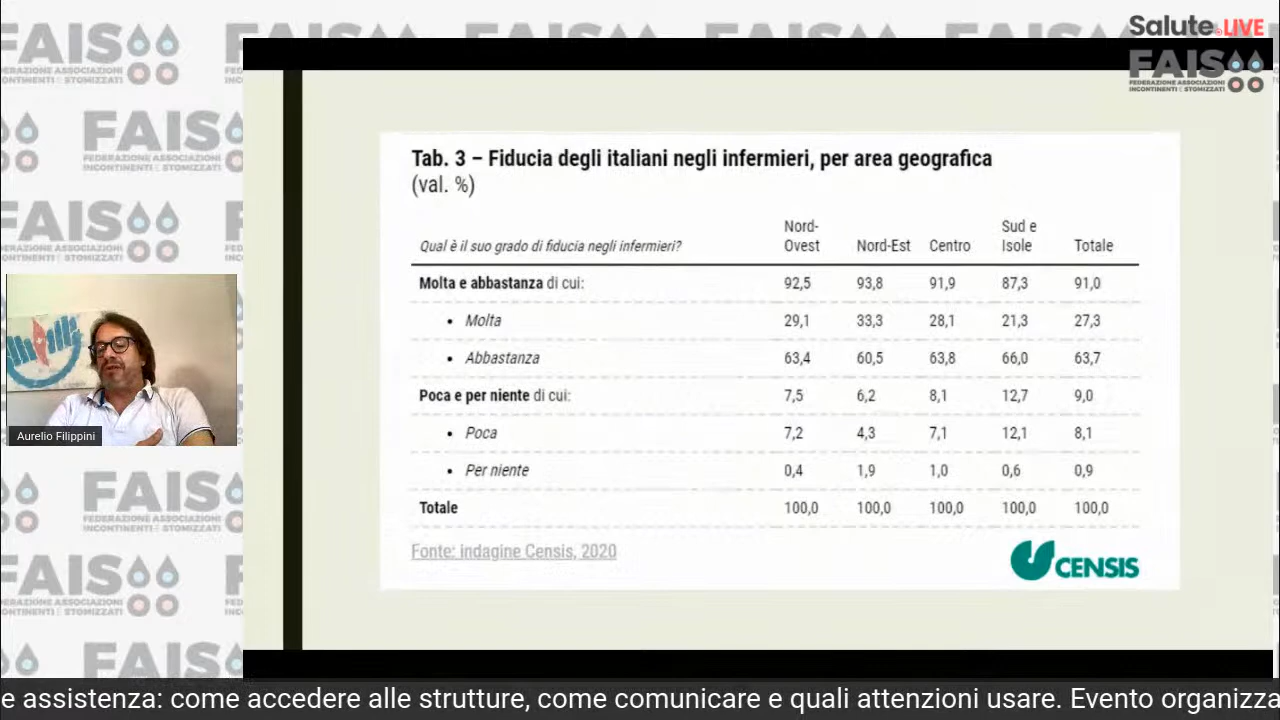 Salute LIVE
FAIS
FEDERAZIONE ASSOCIAZIONI
INCONTINENTI E STOMIZZATI
Tab. 3 – Fiducia degli italiani negli infermieri, per area geografica
(val. %)
Qual è il suo grado di fiducia negli infermieri? Nord-Ovest Nord-Est Centro Sud e Isole Totale
Molta e abbastanza di cui: 92,5 93,8 91,9 87,3 91,0
• Molta 29,1 33,3 28,1 21,3 27,3
• Abbastanza 63,4 60,5 63,8 66,0 63,7
Poca e per niente di cui: 7,5 6,2 8,1 12,7 9,0
• Poca 7,2 4,3 7,1 12,1 8,1
• Per niente 0,4 1,9 1,0 0,6 0,9
Totale 100,0 100,0 100,0 100,0 100,0
Fonte: indagine Censis, 2020
CENSIS
Aurelio Filippini
e assistenza: come accedere alle strutture, come comunicare e quali attenzioni usare. Evento organizza